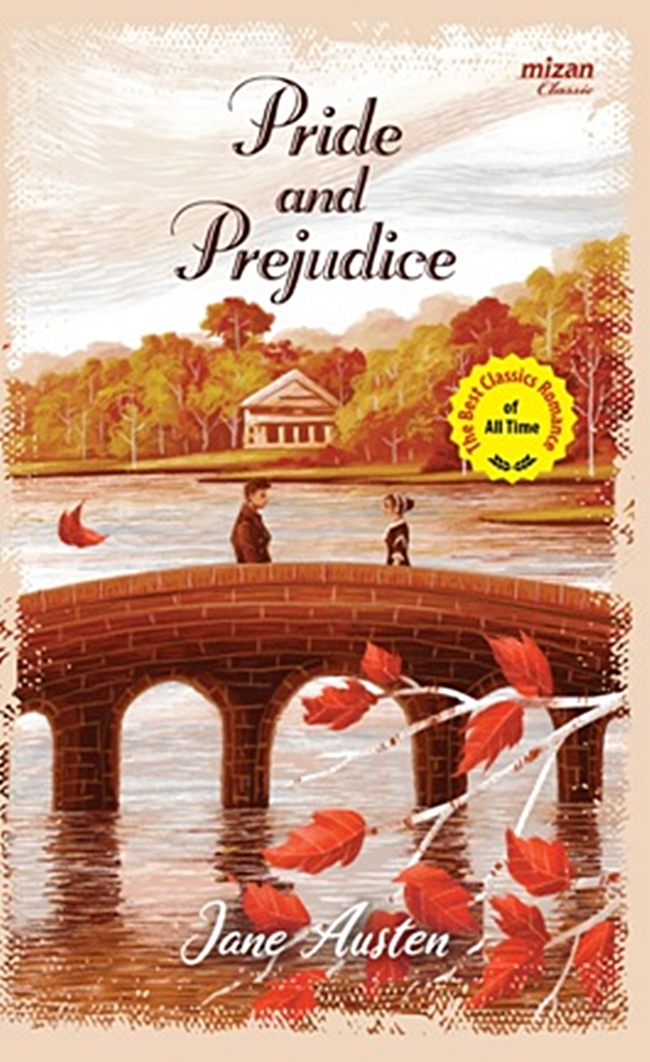 mizan
Classic
Pride
and
Prejudice
The Best Classics Romance
of
All Time
Jane Austen